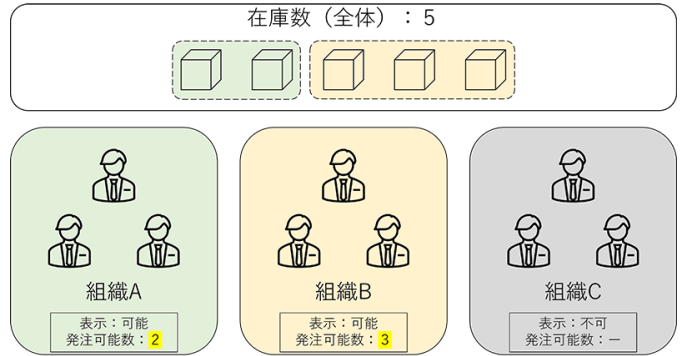 在庫数（全体）：5
組織A
表示：可能
発注可能数：2
組織B
表示：可能
発注可能数：3
組織C
表示：不可
発注可能数：－